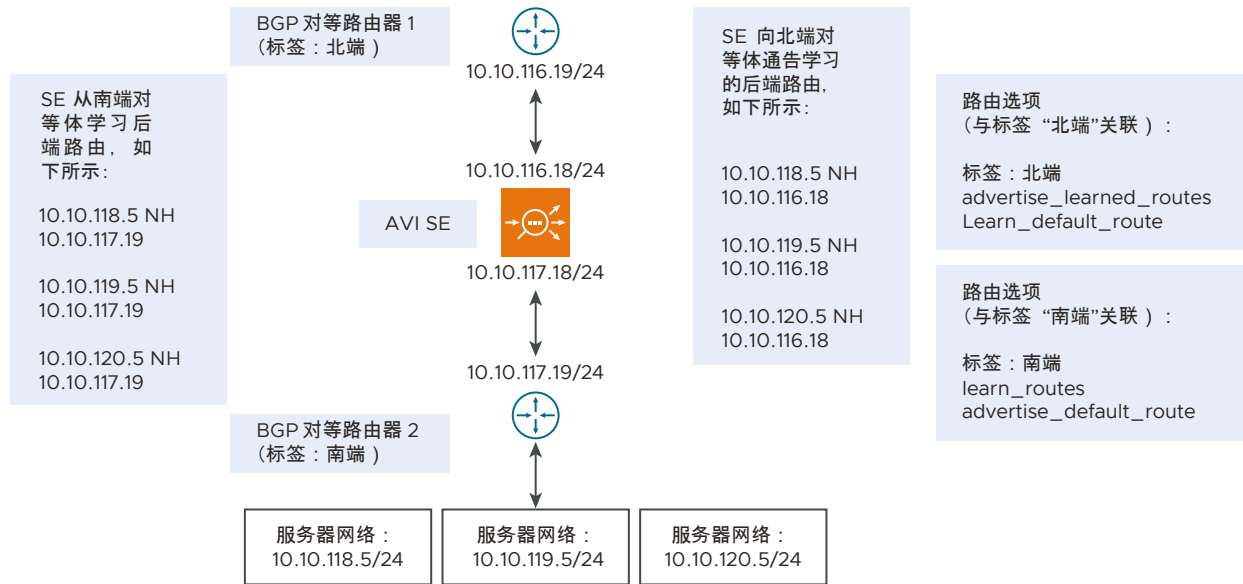 BGP 对等路由器 1
（标签：北端）
10.10.116.19/24
SE 从南端对
等体学习后
端路由，如
下所示：
10.10.118.5 NH
10.10.117.19
10.10.119.5 NH
10.10.117.19
10.10.120.5 NH
10.10.117.19
10.10.116.18/24
AVI SE
10.10.117.18/24
10.10.117.19/24
BGP 对等路由器 2
（标签：南端）
服务器网络：
10.10.118.5/24
服务器网络：
10.10.119.5/24
服务器网络：
10.10.120.5/24
SE 向北端对
等体通告学习
的后端路由，
如下所示：
10.10.118.5 NH
10.10.116.18
10.10.119.5 NH
10.10.116.18
10.10.120.5 NH
10.10.116.18
路由选项
（与标签 “北端”关联）：
标签：北端
advertise_learned_routes
Learn_default_route
路由选项
（与标签 “南端”关联）：
标签：南端
learn_routes
advertise_default_route